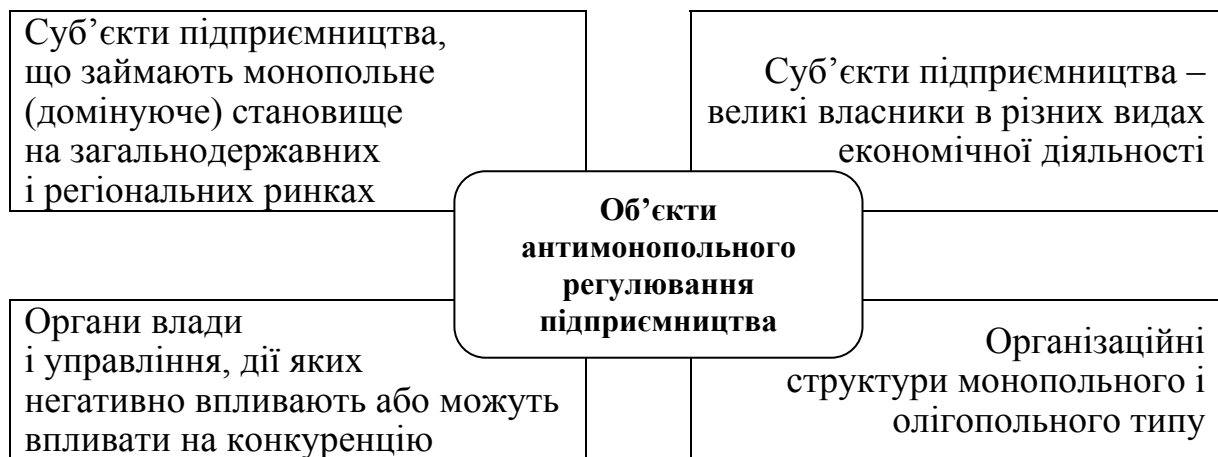 Суб’єкти підприємництва,
що займають монопольне
(домінуюче) становище
на загальнодержавних
і регіональних ринках
Суб’єкти підприємництва –
великі власники в різних видах
економічної діяльності
Об’єкти
антимонопольного
регулювання
підприємництва
Органи влади
і управління, дії яких
негативно впливають або можуть
впливати на конкуренцію
Організаційні
структури монопольного і
олігопольного типу